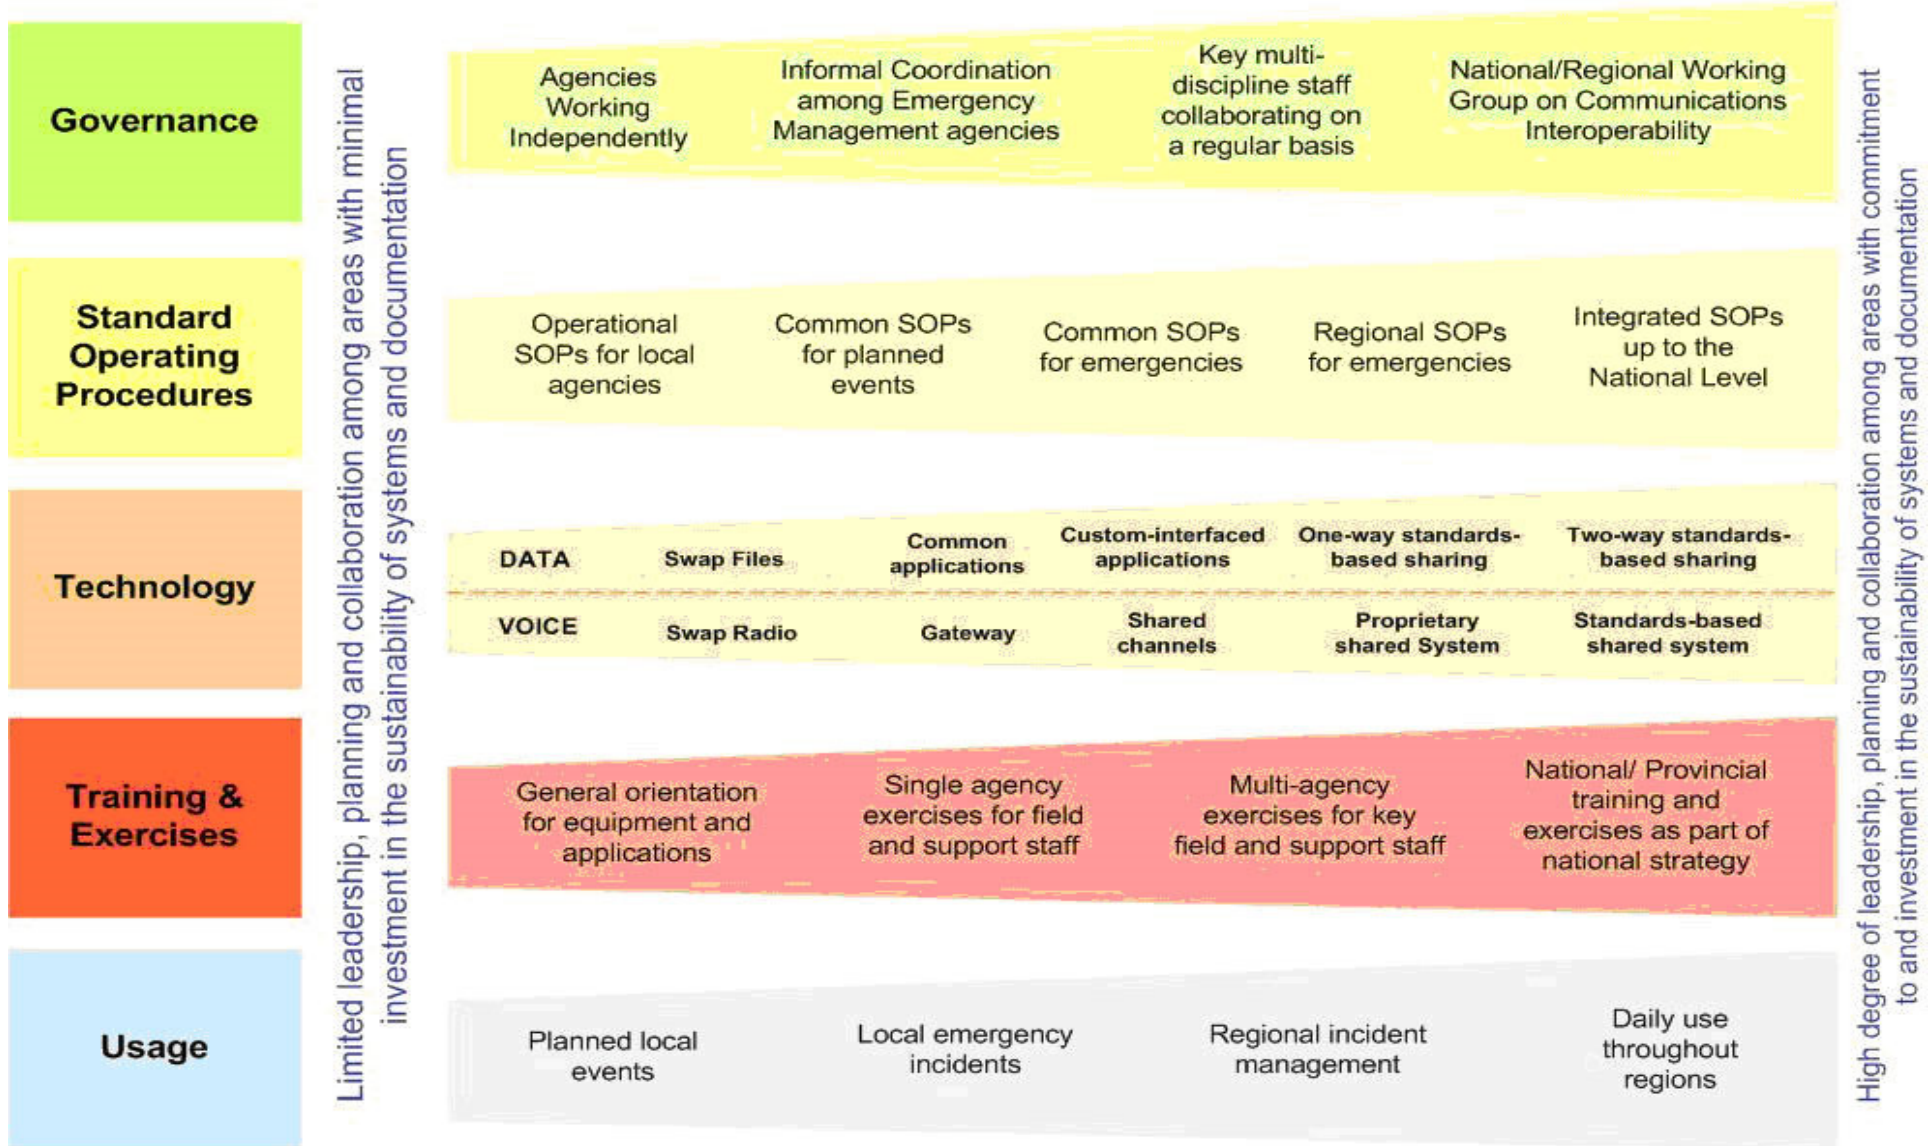 Governance
Limited leadership, planning and collaboration among areas with minimal
investment in the sustainability of systems and documentation
Agencies
Working
Independently
Informal Coordination
among Emergency
Management agencies
Key multi-
discipline staff
collaborating on
a regular basis
National/Regional Working
Group on Communications
Interoperability
High degree of leadership, planning and collaboration among areas with commitment
to and investment in the sustainability of systems and documentation
Standard
Operating
Procedures
Operational
SOPs for local
agencies
Common SOPs
for planned
events
Common SOPs
for emergencies
Regional SOPs
for emergencies
Integrated SOPs
up to the
National Level
Technology
DATA
Swap Files
Common
applications
Custom-interfaced
applications
One-way standards-
based sharing
Two-way standards-
based sharing
VOICE
Swap Radio
Gateway
Shared
channels
Proprietary
shared System
Standards-based
shared system
Training &
Exercises
General orientation
for equipment and
applications
Single agency
exercises for field
and support staff
Multi-agency
exercises for key
field and support staff
National/ Provincial
training and
exercises as part of
national strategy
Usage
Planned local
events
Local emergency
incidents
Regional incident
management
Daily use
throughout
regions